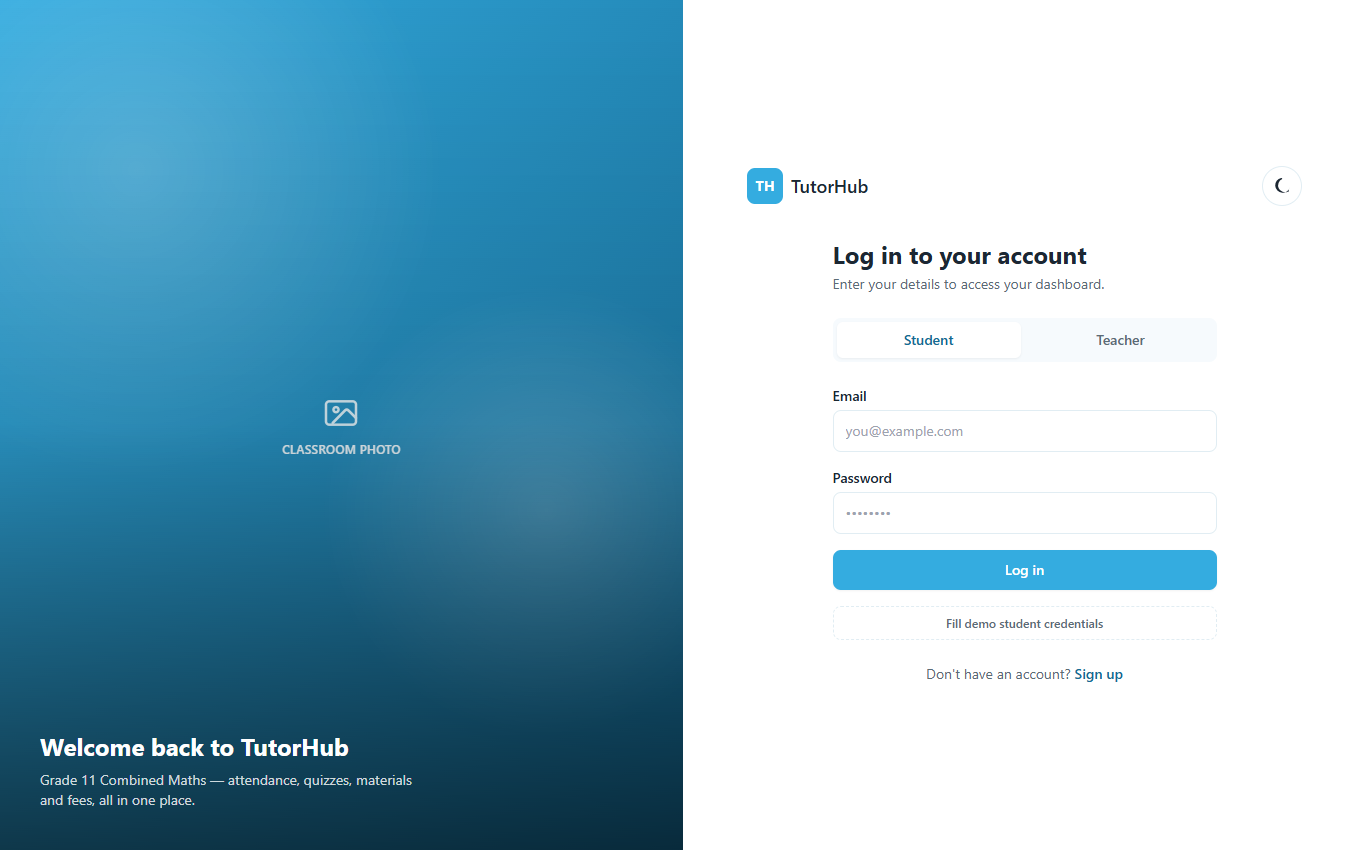 CLASSROOM PHOTO
Welcome back to TutorHub
Grade 11 Combined Maths — attendance, quizzes, materials
and fees, all in one place.
TH TutorHub
Log in to your account
Enter your details to access your dashboard.
Student Teacher
Email
you@example.com
Password
••••••••
Log in
Fill demo student credentials
Don't have an account? Sign up